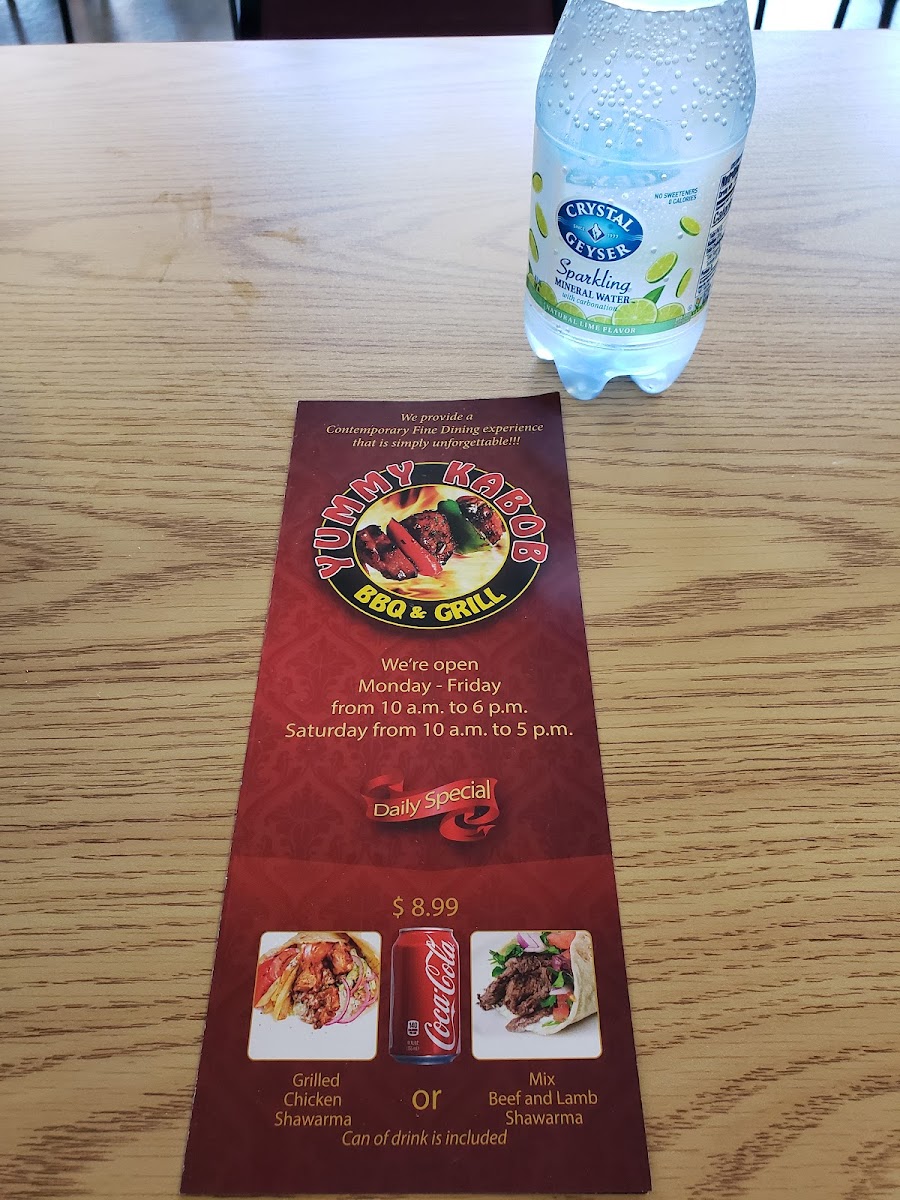 NO SWEETENERS
0 CALORIES
CRYSTAL
GEYSER
Sparkling
MINERAL WATER
with carbonation
NATURAL LIME FLAVOR
We provide a
Contemporary Fine Dining experience
that is simply unforgettable!!!
YUMMY KABOB
BBQ & GRILL
We're open
Monday - Friday
from 10 a.m. to 6 p.m.
Saturday from 10 a.m. to 5 p.m.
Daily Special
$ 8.99
Coca-Cola
140
Grilled
Chicken
Shawarma
or
Mix
Beef and Lamb
Shawarma
Can of drink is included